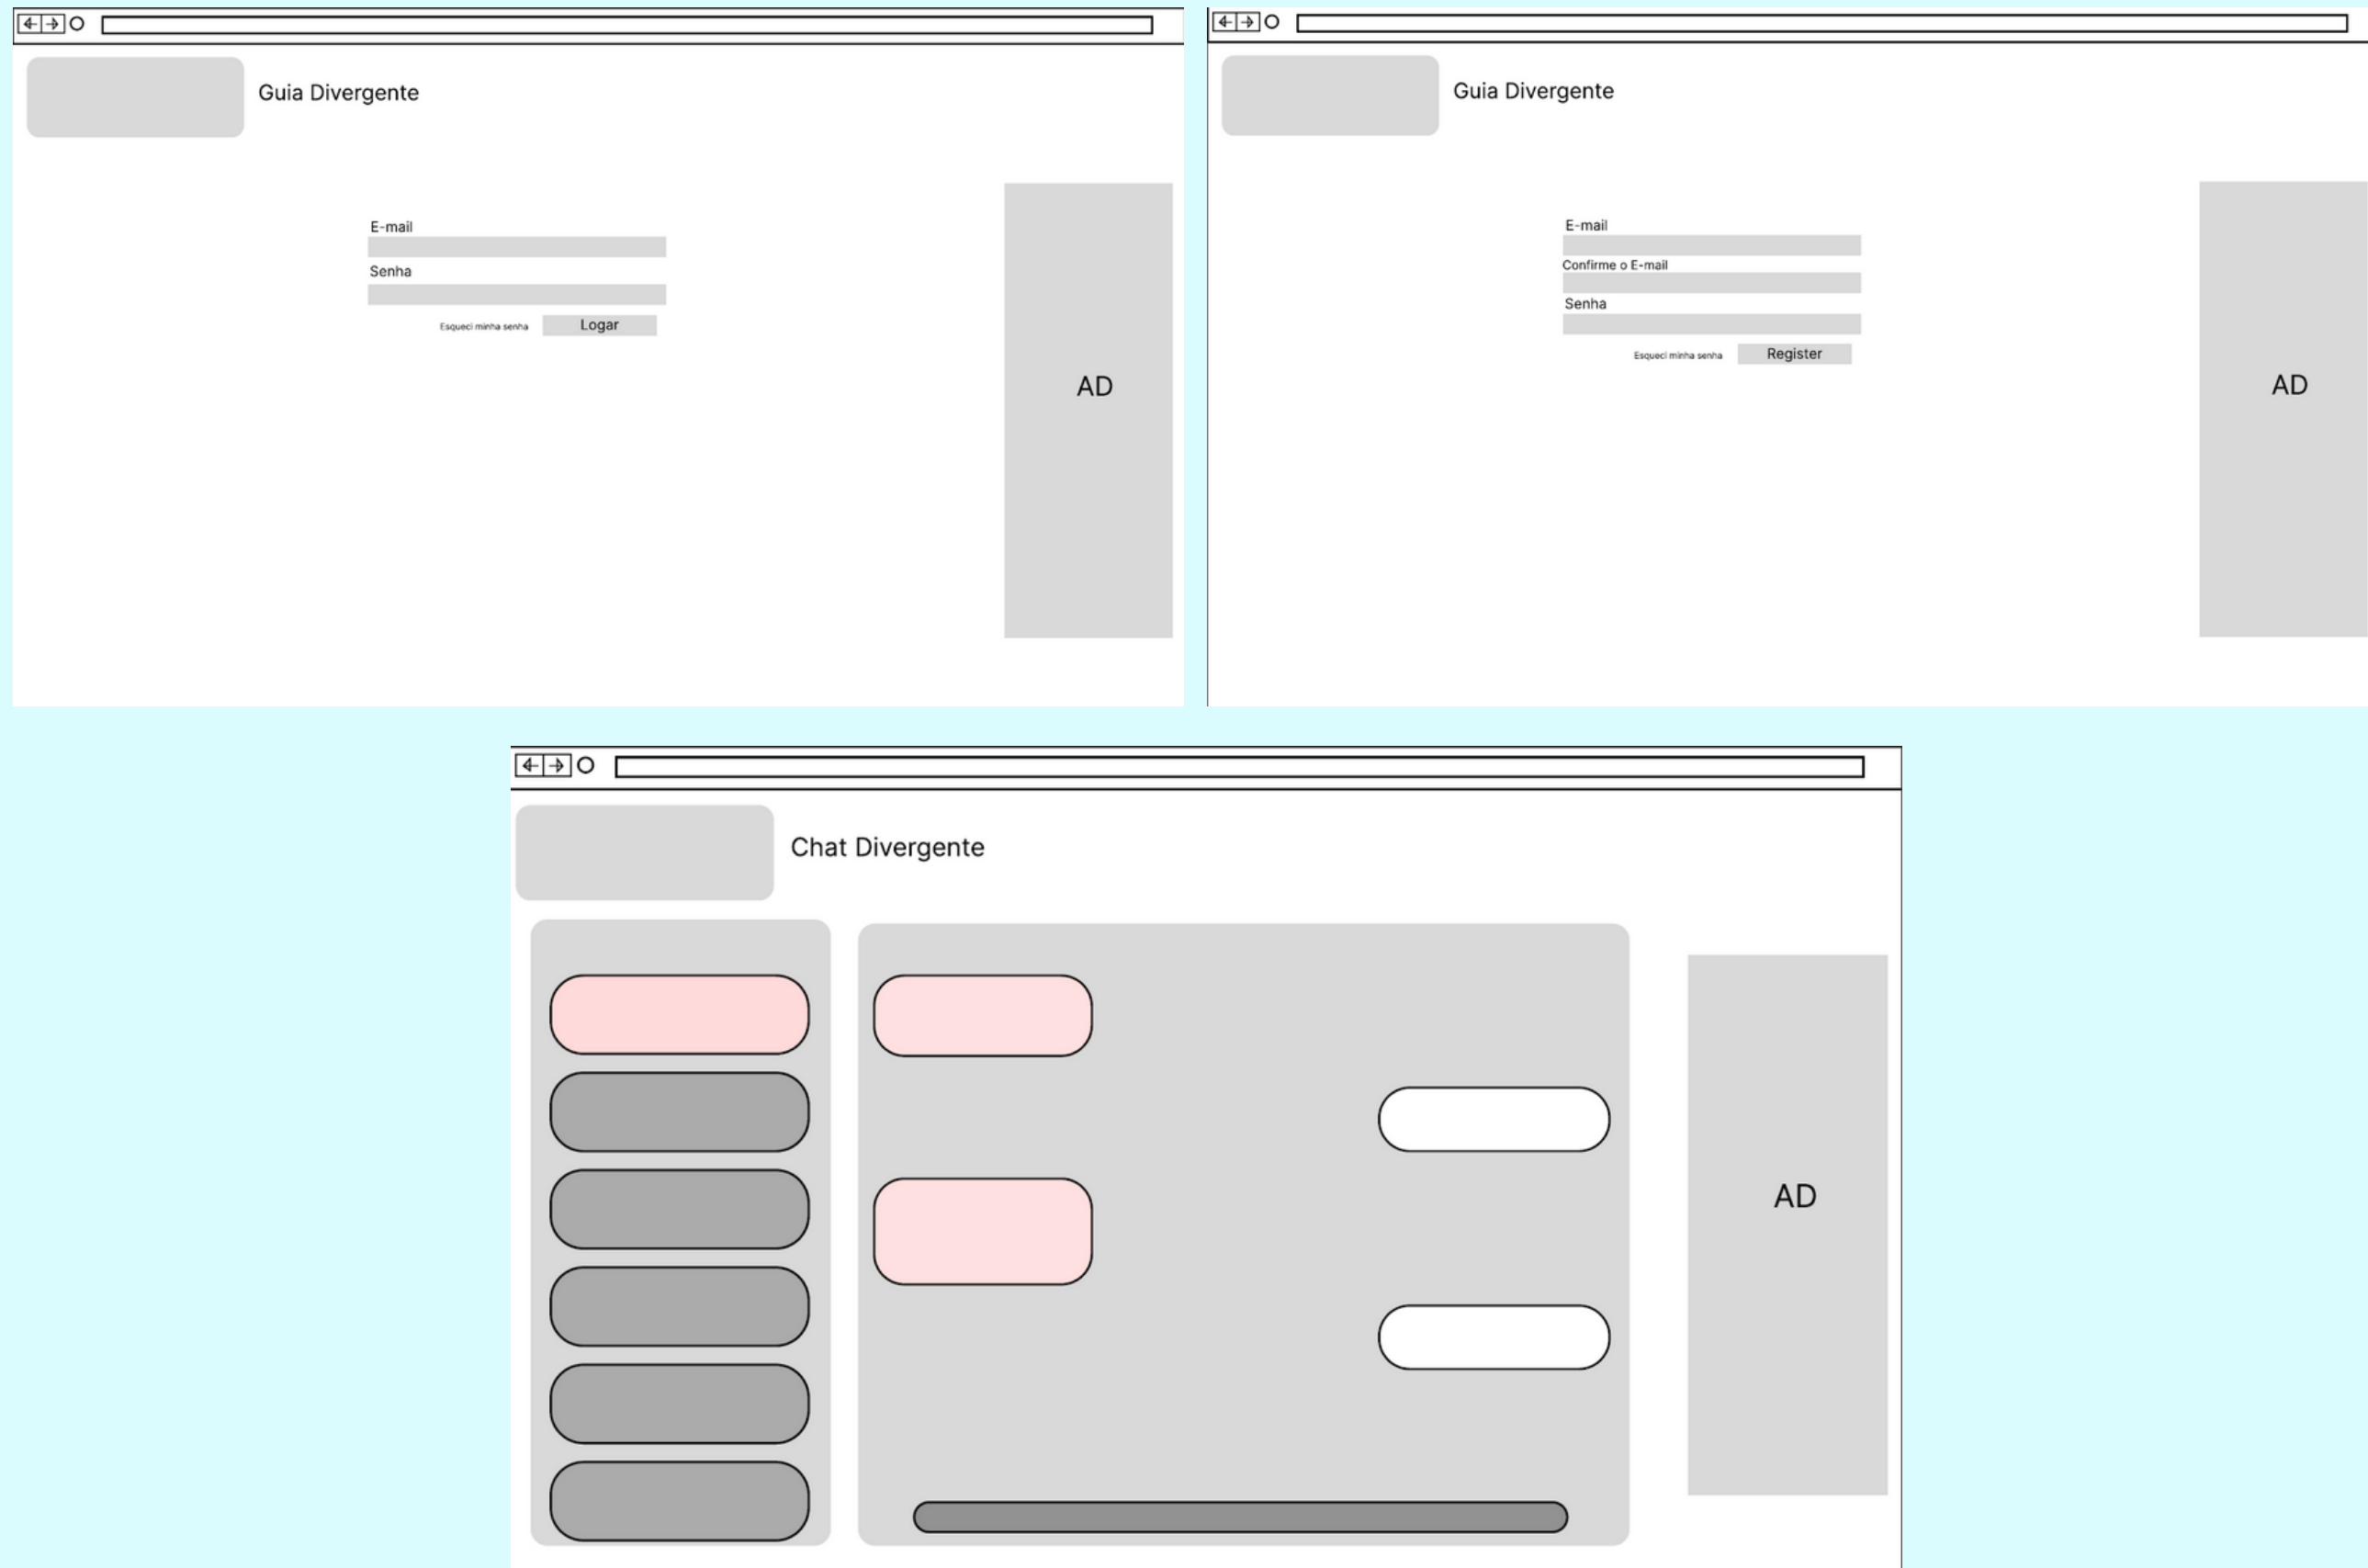 Guia Divergente
E-mail
Senha
Esqueci minha senha
Logar
AD
Guia Divergente
E-mail
Confirme o E-mail
Senha
Esqueci minha senha
Register
AD
Chat Divergente
AD